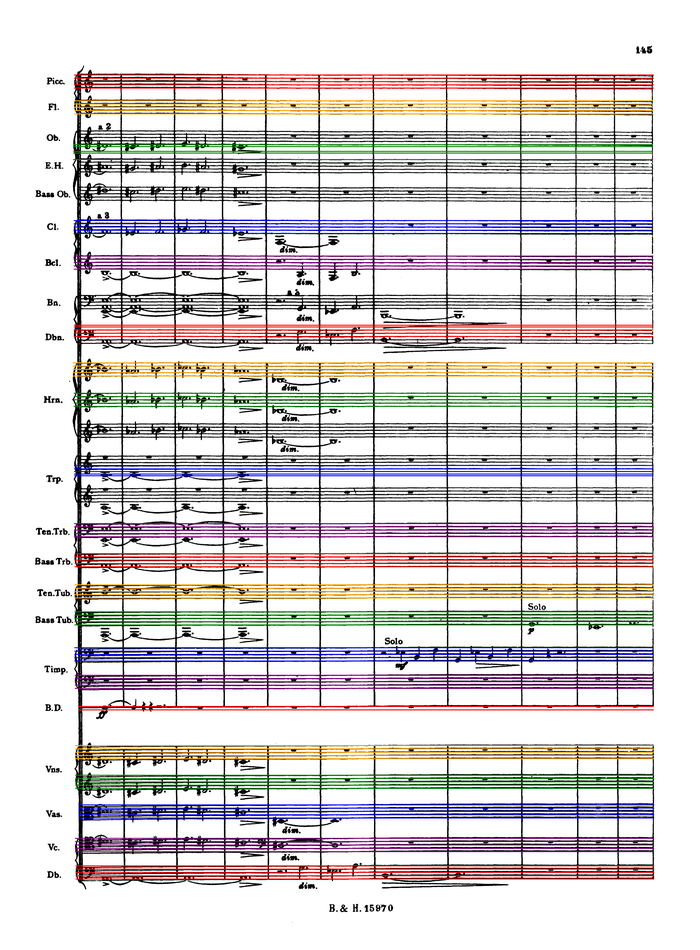 145
Picc.
Fl.
Ob.
a 2
E.H.
Bass Ob.
Cl.
a 3
dim.
Bcl.
dim.
Bn.
a 2
dim.
Dbn.
dim.
Hrn.
dim.
dim.
dim.
Trp.
Ten.Trb.
Bass Trb.
Ten.Tub.
Bass Tub.
Solo
p
Timp.
Solo
mf
B.D.
ff
Vns.
Vas.
dim.
Vc.
dim.
Db.
dim.
B. & H. 15970